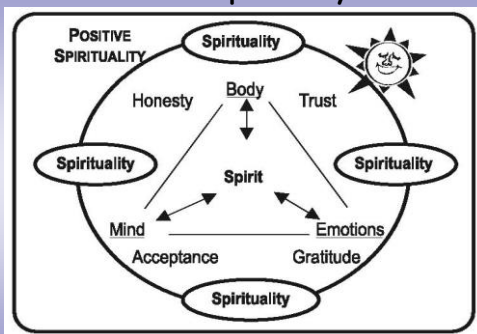 POSITIVE
SPIRITUALITY
Spirituality
Honesty
Body
Trust
Spirituality
Spirit
Spirituality
Mind
Emotions
Acceptance
Gratitude
Spirituality